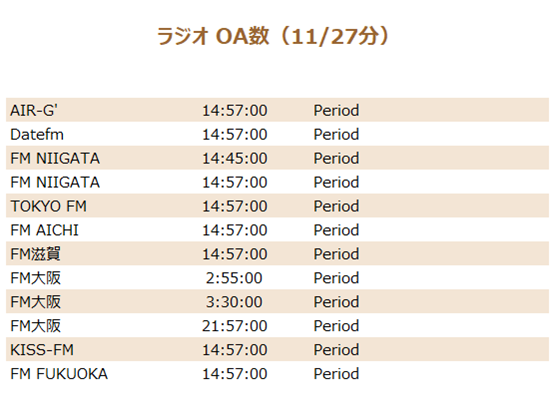 ラジオ OA数（11/27分）
AIR-G' 14:57:00 Period
Datefm 14:57:00 Period
FM NIIGATA 14:45:00 Period
FM NIIGATA 14:57:00 Period
TOKYO FM 14:57:00 Period
FM AICHI 14:57:00 Period
FM滋賀 14:57:00 Period
FM大阪 2:55:00 Period
FM大阪 3:30:00 Period
FM大阪 21:57:00 Period
KISS-FM 14:57:00 Period
FM FUKUOKA 14:57:00 Period